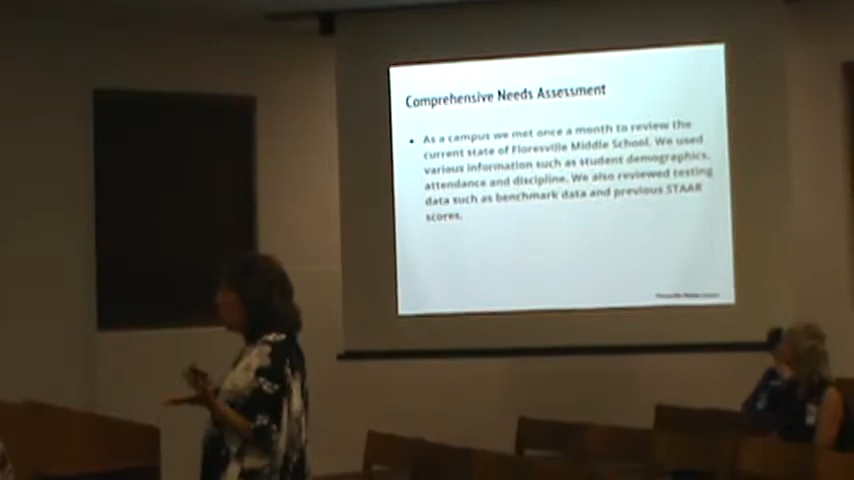 Comprehensive Needs Assessment
• As a campus we met once a month to review the
current state of Floresville Middle School. We used
various information such as student demographics,
attendance and discipline. We also reviewed testing
data such as benchmark data and previous STAAR
scores.